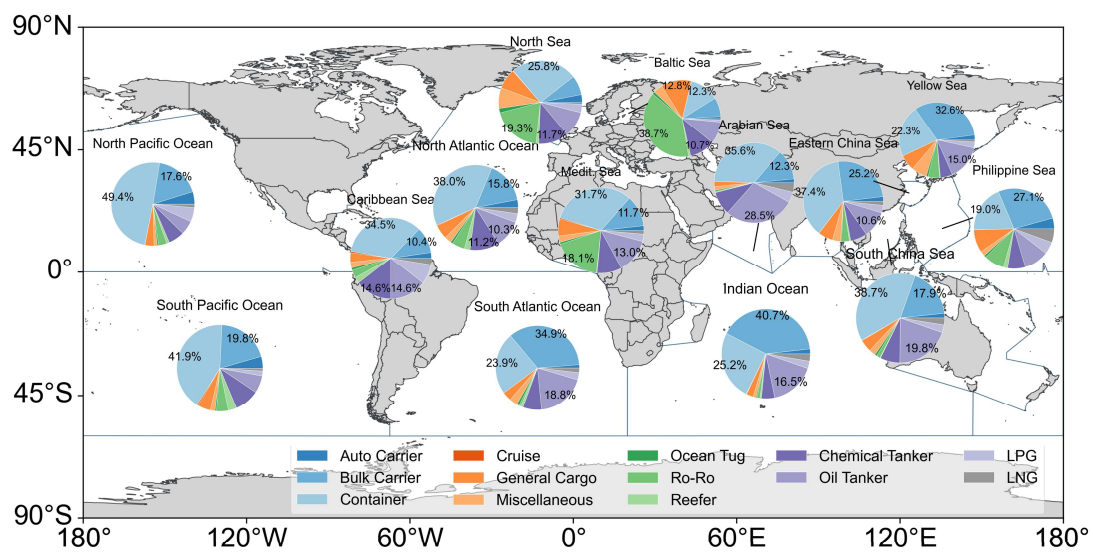 90°N
45°N
0°
45°S
90°S
180°
120°W
60°W
0°
60°E
120°E
180°
North Sea
25.8%
19.3%
11.7%
Baltic Sea
12.8%
12.3%
38.7%
10.7%
Yellow Sea
32.6%
22.3%
15.0%
North Pacific Ocean
17.6%
49.4%
North Atlantic Ocean
38.0%
15.8%
10.3%
11.2%
Arabian Sea
35.6%
12.3%
28.5%
Eastern China Sea
25.2%
37.4%
10.6%
Medit. Sea
31.7%
11.7%
18.1%
13.0%
Philippine Sea
27.1%
19.0%
Caribbean Sea
34.5%
10.4%
14.6%
14.6%
South China Sea
38.7%
17.9%
19.8%
South Pacific Ocean
19.8%
41.9%
South Atlantic Ocean
34.9%
23.9%
18.8%
Indian Ocean
40.7%
25.2%
16.5%
Auto Carrier
Bulk Carrier
Container
Cruise
General Cargo
Miscellaneous
Ocean Tug
Ro-Ro
Reefer
Chemical Tanker
Oil Tanker
LPG
LNG